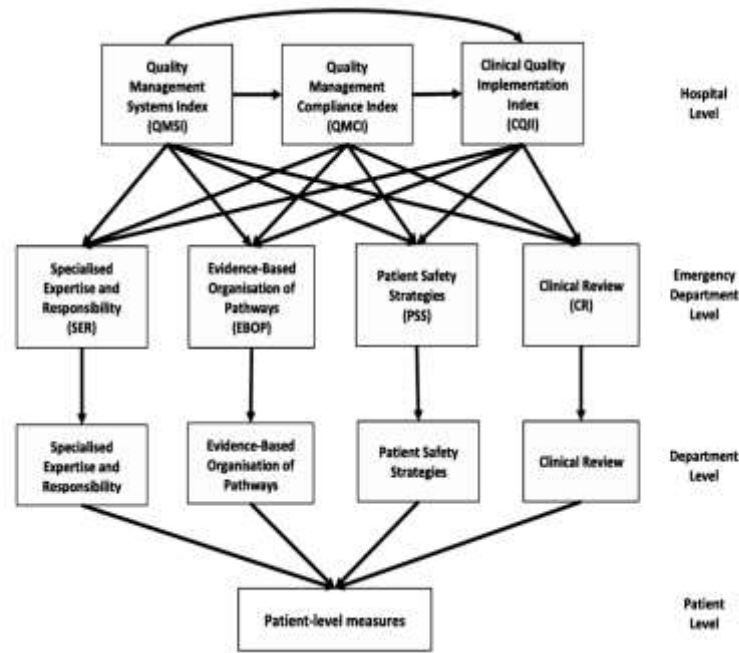 Quality
Management
Systems Index
(QMSI)
Quality
Management
Compliance Index
(QMCI)
Clinical Quality
Implementation
Index
(CQII)
Hospital
Level
Specialised
Expertise and
Responsibility
(SER)
Evidence-Based
Organisation of
Pathways
(EBOP)
Patient Safety
Strategies
(PSS)
Clinical Review
(CR)
Emergency
Department
Level
Specialised
Expertise and
Responsibility
Evidence-Based
Organisation of
Pathways
Patient Safety
Strategies
Clinical Review
Department
Level
Patient-level measures
Patient
Level